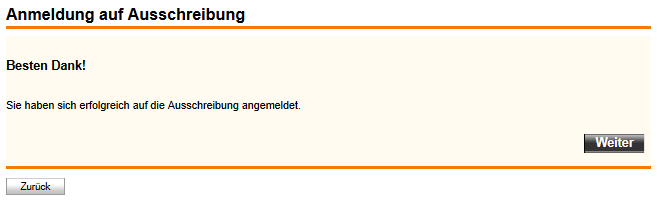 Anmeldung auf Ausschreibung
Besten Dank!
Sie haben sich erfolgreich auf die Ausschreibung angemeldet.
Weiter
Zurück